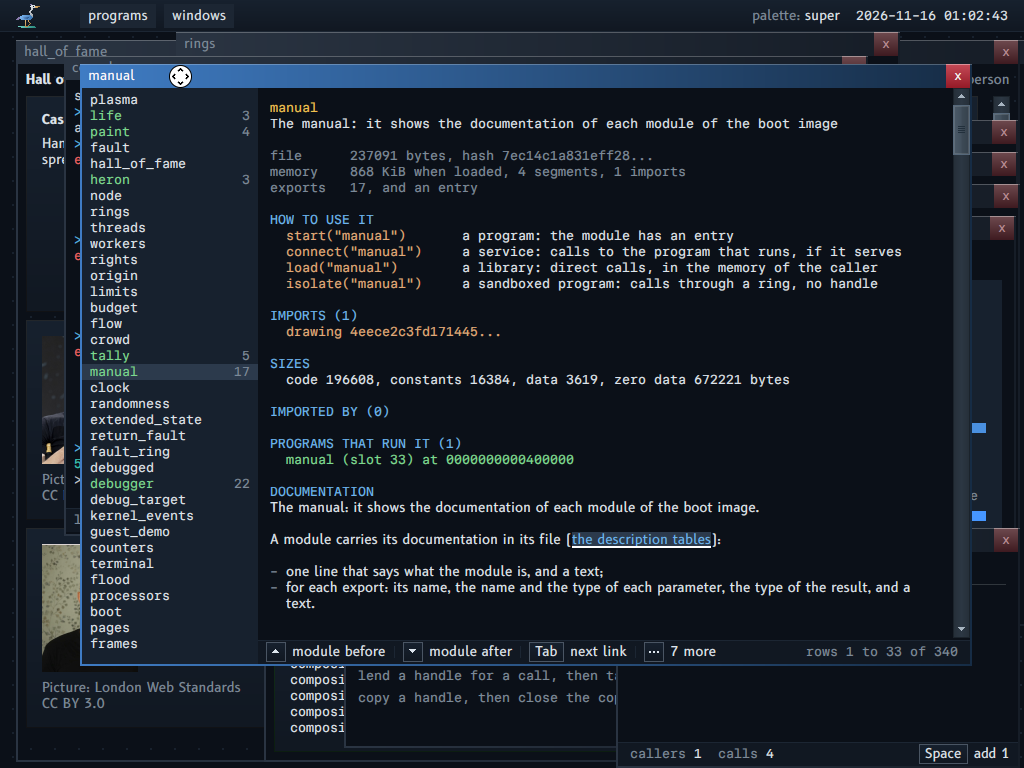 programs windows palette: super 2026-11-16 01:02:43
rings x
hall_of_fame x
manual x
Hall o
person
Cas
Han
spre
plasma
life 3
paint 4
fault
hall_of_fame
heron 3
node
rings
threads
workers
rights
origin
limits
budget
flow
crowd
tally 5
manual 17
clock
randomness
extended_state
return_fault
fault_ring
debugged
debugger 22
debug_target
kernel_events
guest_demo
counters
terminal
flood
processors
boot
pages
frames
manual
The manual: it shows the documentation of each module of the boot image
file 237091 bytes, hash 7ec14c1a831eff28...
memory 868 KiB when loaded, 4 segments, 1 imports
exports 17, and an entry
HOW TO USE IT
start("manual") a program: the module has an entry
connect("manual") a service: calls to the program that runs, if it serves
load("manual") a library: direct calls, in the memory of the caller
isolate("manual") a sandboxed program: calls through a ring, no handle
IMPORTS (1)
drawing 4eece2c3fd171445...
SIZES
code 196608, constants 16384, data 3619, zero data 672221 bytes
IMPORTED BY (0)
PROGRAMS THAT RUN IT (1)
manual (slot 33) at 0000000000400000
DOCUMENTATION
The manual: it shows the documentation of each module of the boot image.
A module carries its documentation in its file [the description tables]:
– one line that says what the module is, and a text;
– for each export: its name, the name and the type of each parameter, the type of the result, and a
text.
module before module after Tab next link ··· 7 more rows 1 to 33 of 340
x
x
x
x
x
Pict
CC
Picture: London Web Standards
CC BY 3.0
composi
composi
composi
composi
composi
lend a handle for a call, then t
copy a handle, then close the co
callers 1 calls 4 Space add 1